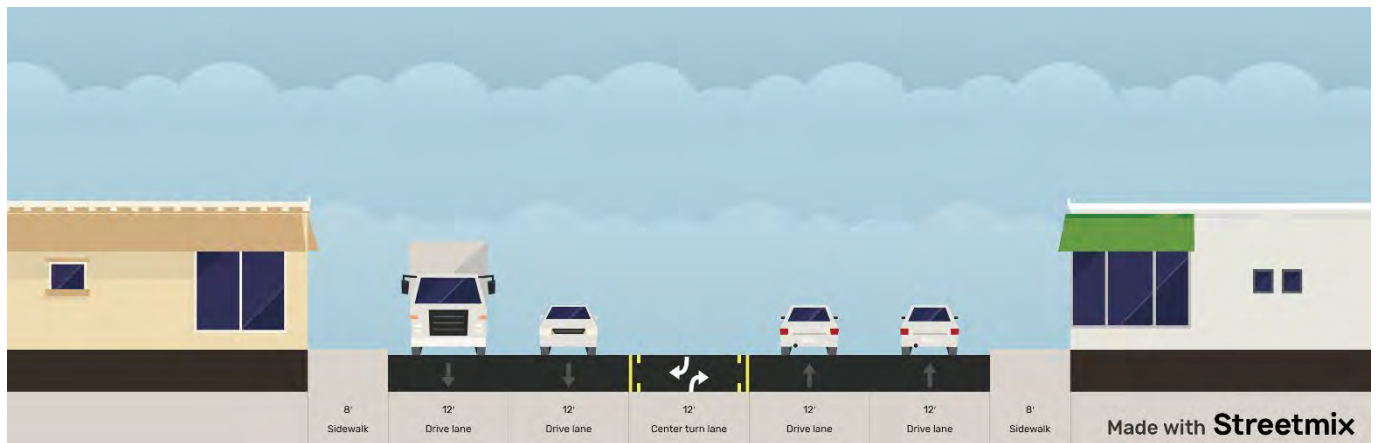 8'
Sidewalk
12'
Drive lane
12'
Drive lane
12'
Center turn lane
12'
Drive lane
12'
Drive lane
8'
Sidewalk
Made with Streetmix